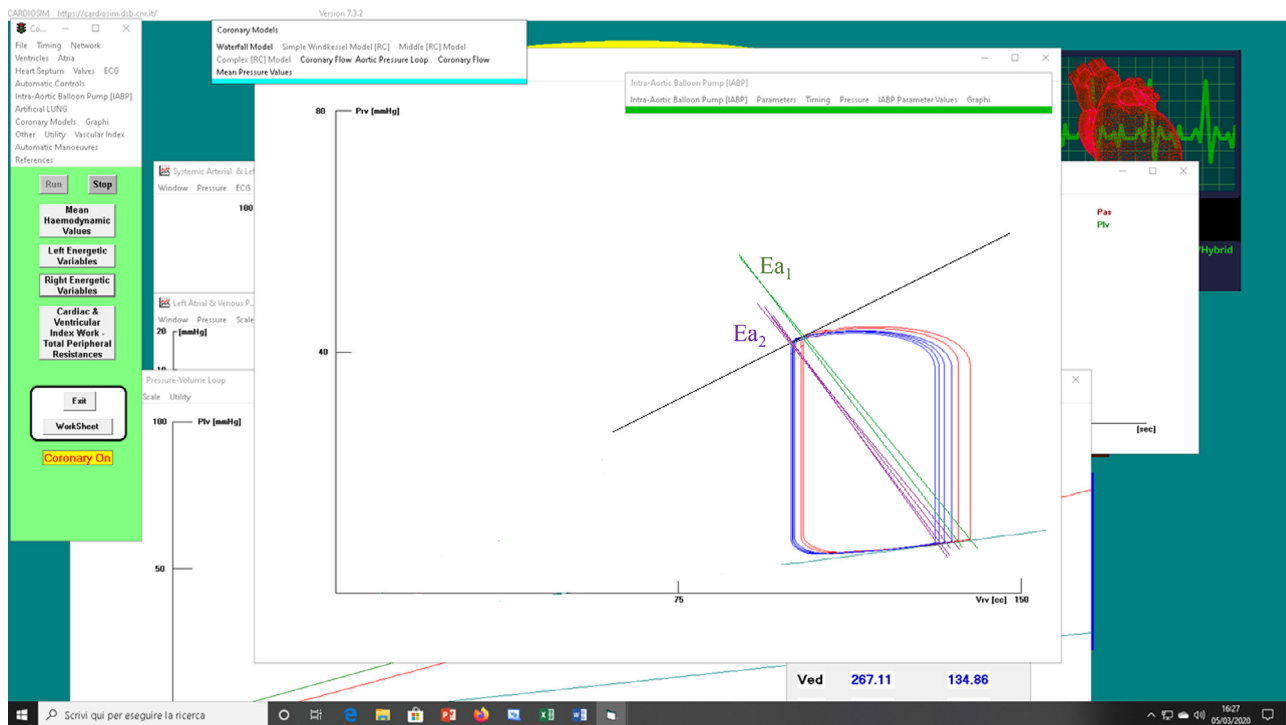 CARDIOSIM https://cardiosim.dsb.cnr.it/ Version 7.3.2
Co...
File Timing Network
Ventricles Atria
Heart Septum Valves ECG
Automatic Controls
Intra-Aortic Balloon Pump [IABP]
Artificial LUNG
Coronary Models Graphi
Other Utility Vascular Index
Automatic Manoeuvres
References
Run Stop
Mean
Haemodynamic
Values
Left Energetic
Variables
Right Energetic
Variables
Cardiac &
Ventricular
Index Work -
Total Peripheral
Resistances
Exit
WorkSheet
Coronary On
Coronary Models
Waterfall Model Simple Windkessel Model [RC] Middle [RC] Model
Complex [RC] Model Coronary Flow Aortic Pressure Loop Coronary Flow
Mean Pressure Values
Intra-Aortic Balloon Pump [IABP]
Intra-Aortic Balloon Pump [IABP] Parameters Timing Pressure IABP Parameter Values Graphi
80 Prv [mmHg]
Ea1
Ea2
40
75 Vrv [cc] 150
Systemic Arterial & Lef
Window Pressure ECG
100
Pas
Plv
/Hybrid
[sec]
Left Atrial & Venous P...
Window Pressure Scale
20 [mmHg]
Pressure-Volume Loop
Scale Utility
100 Plv [mmHg]
50
Ved 267.11 134.86
Scrivi qui per eseguire la ricerca
16:27
05/03/2020